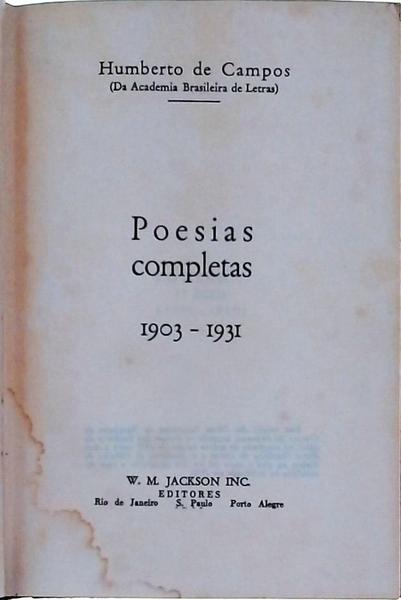 Humberto de Campos
(Da Academia Brasileira de Letras)
Poesias
completas
1903 - 1931
W. M. JACKSON INC.
EDITORES
Rio de Janeiro S. Paulo Porto Alegre